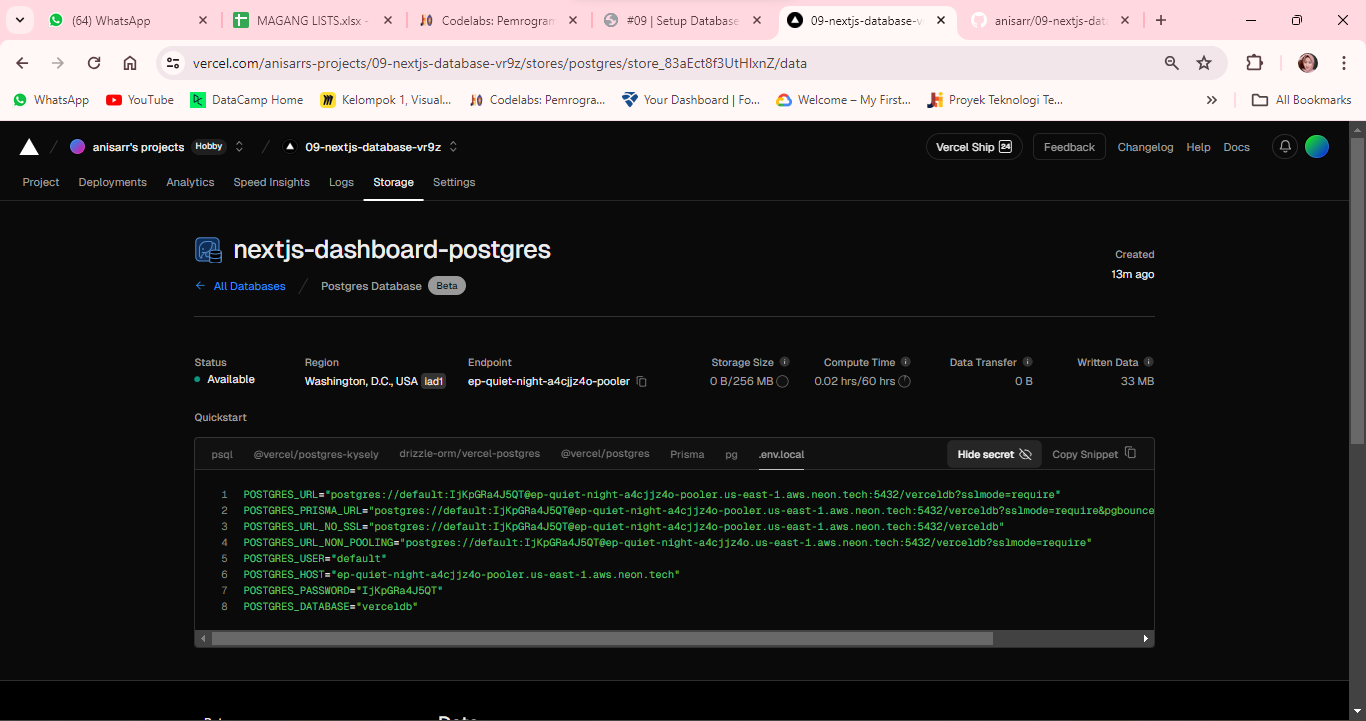 (64) WhatsApp
MAGANG LISTS.xlsx -
Codelabs: Pemrogram
#09 | Setup Database
09-nextjs-database-v
anisarr/09-nextjs-dat
vercel.com/anisarrs-projects/09-nextjs-database-vr9z/stores/postgres/store_83aEct8f3UtHlxnZ/data
WhatsApp
YouTube
DataCamp Home
Kelompok 1, Visual...
Codelabs: Pemrogra...
Your Dashboard | Fo...
Welcome – My First...
Proyek Teknologi Te...
All Bookmarks
anisarr's projects Hobby
09-nextjs-database-vr9z
Vercel Ship 24
Feedback
Changelog
Help
Docs
Project
Deployments
Analytics
Speed Insights
Logs
Storage
Settings
nextjs-dashboard-postgres
Created
13m ago
← All Databases / Postgres Database Beta
Status
Available
Region
Washington, D.C., USA iad1
Endpoint
ep-quiet-night-a4cjjz4o-pooler
Storage Size
0 B/256 MB
Compute Time
0.02 hrs/60 hrs
Data Transfer
0 B
Written Data
33 MB
Quickstart
psql
@vercel/postgres-kysely
drizzle-orm/vercel-postgres
@vercel/postgres
Prisma
pg
.env.local
Hide secret
Copy Snippet
1 POSTGRES_URL="postgres://default:IjKpGRa4J5QT@ep-quiet-night-a4cjjz4o-pooler.us-east-1.aws.neon.tech:5432/verceldb?sslmode=require"
2 POSTGRES_PRISMA_URL="postgres://default:IjKpGRa4J5QT@ep-quiet-night-a4cjjz4o-pooler.us-east-1.aws.neon.tech:5432/verceldb?sslmode=require&pgbounce
3 POSTGRES_URL_NO_SSL="postgres://default:IjKpGRa4J5QT@ep-quiet-night-a4cjjz4o-pooler.us-east-1.aws.neon.tech:5432/verceldb"
4 POSTGRES_URL_NON_POOLING="postgres://default:IjKpGRa4J5QT@ep-quiet-night-a4cjjz4o.us-east-1.aws.neon.tech:5432/verceldb?sslmode=require"
5 POSTGRES_USER="default"
6 POSTGRES_HOST="ep-quiet-night-a4cjjz4o-pooler.us-east-1.aws.neon.tech"
7 POSTGRES_PASSWORD="IjKpGRa4J5QT"
8 POSTGRES_DATABASE="verceldb"